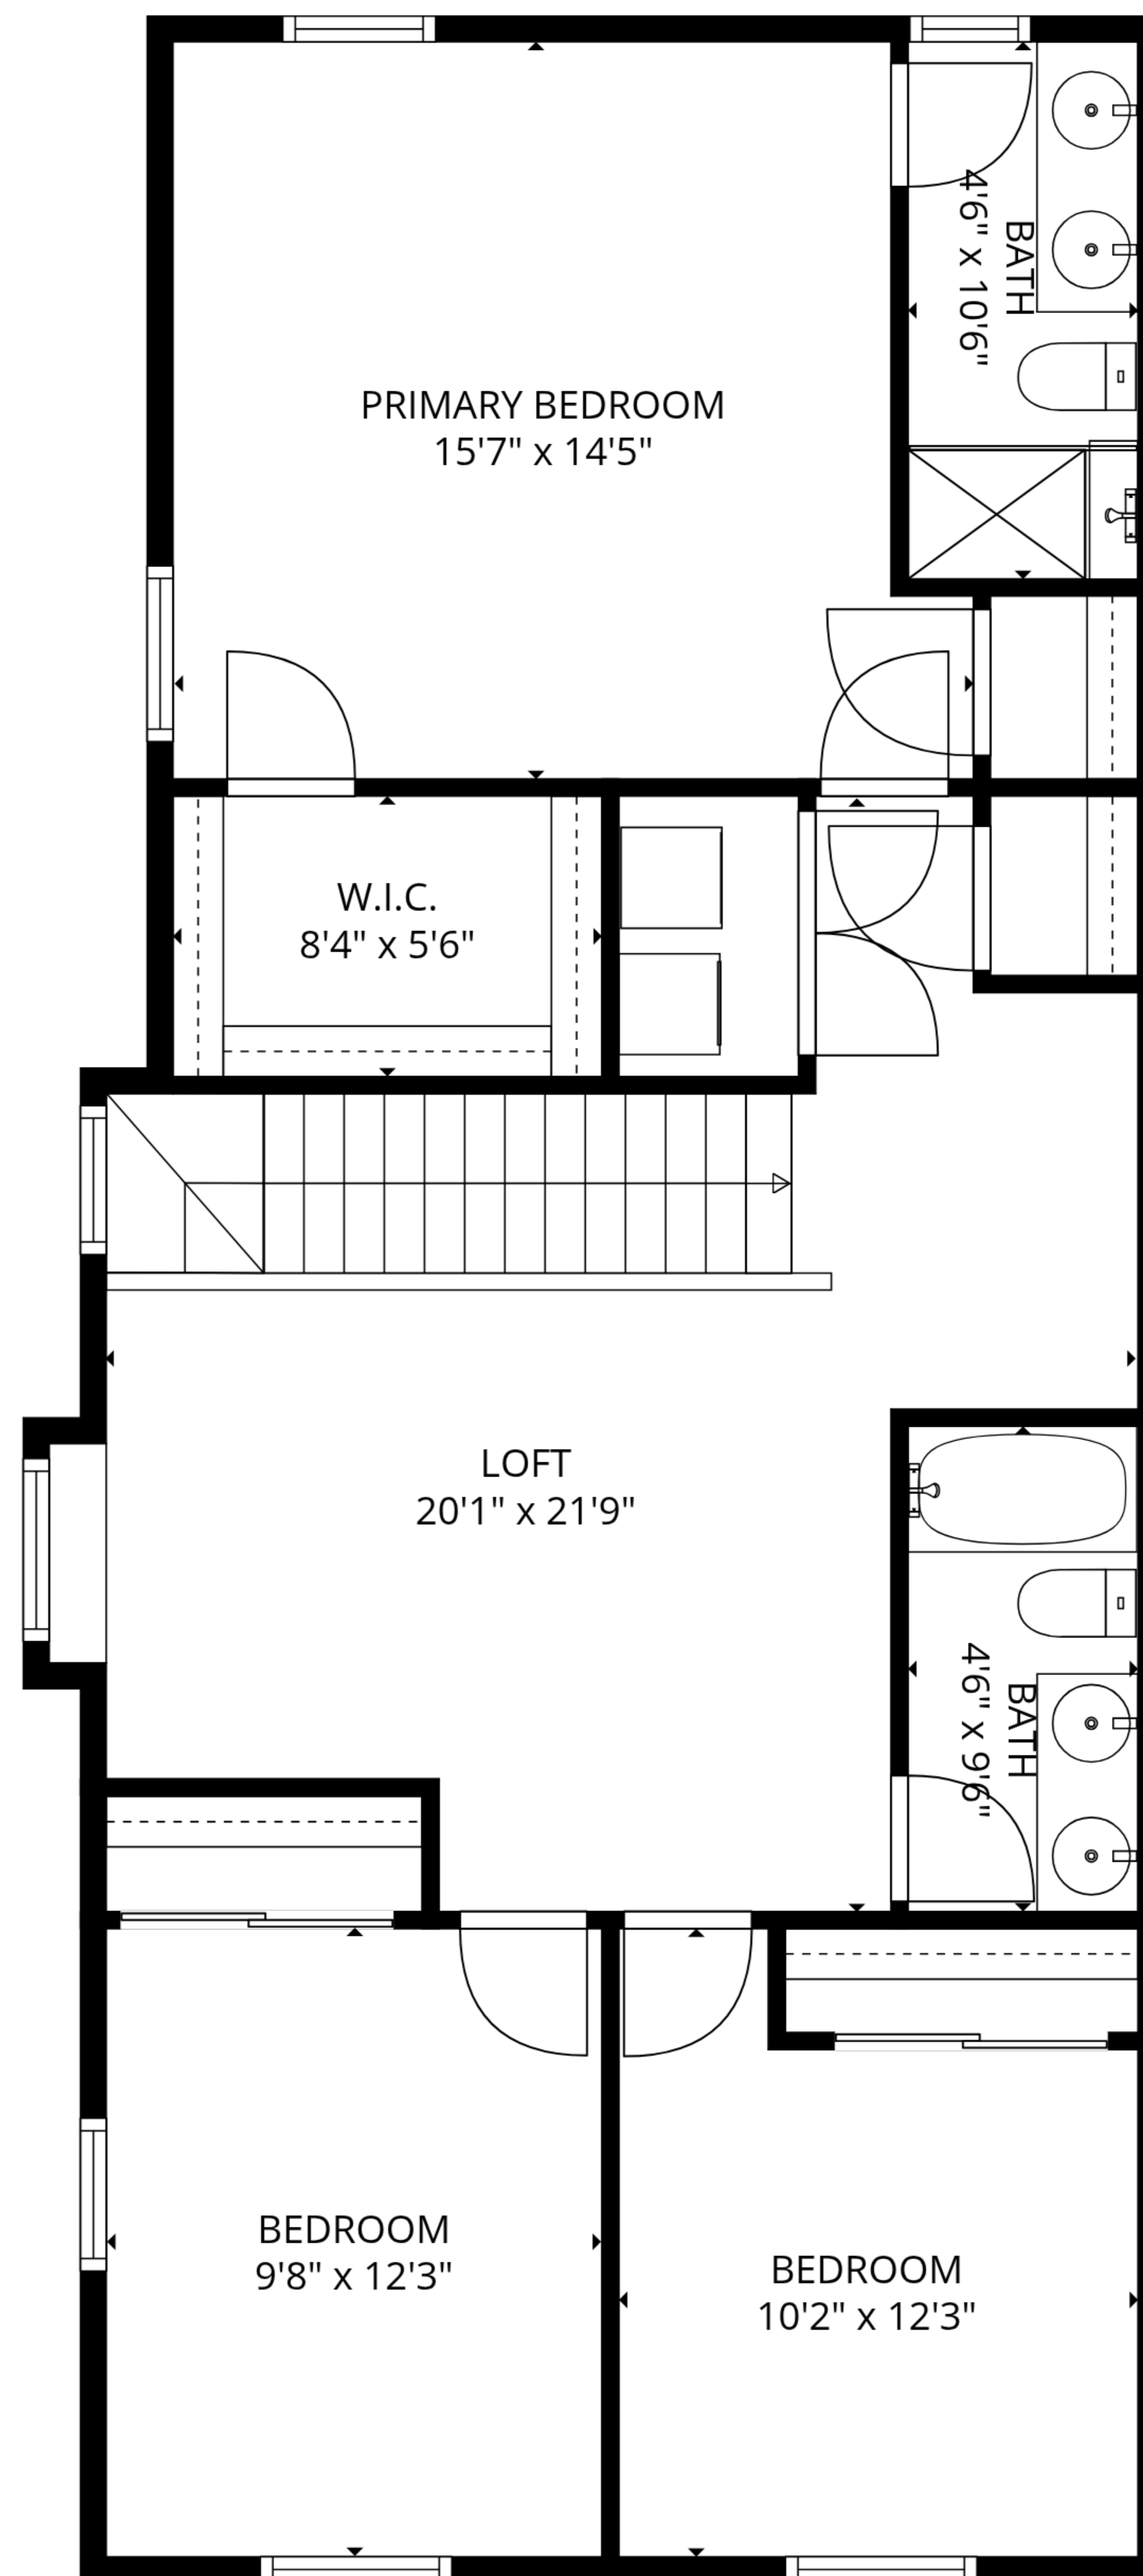 BATH
4'6" x 10'6"
PRIMARY BEDROOM
15'7" x 14'5"
W.I.C.
8'4" x 5'6"
LOFT
20'1" x 21'9"
BATH
4'6" x 9'6"
BEDROOM
9'8" x 12'3"
BEDROOM
10'2" x 12'3"